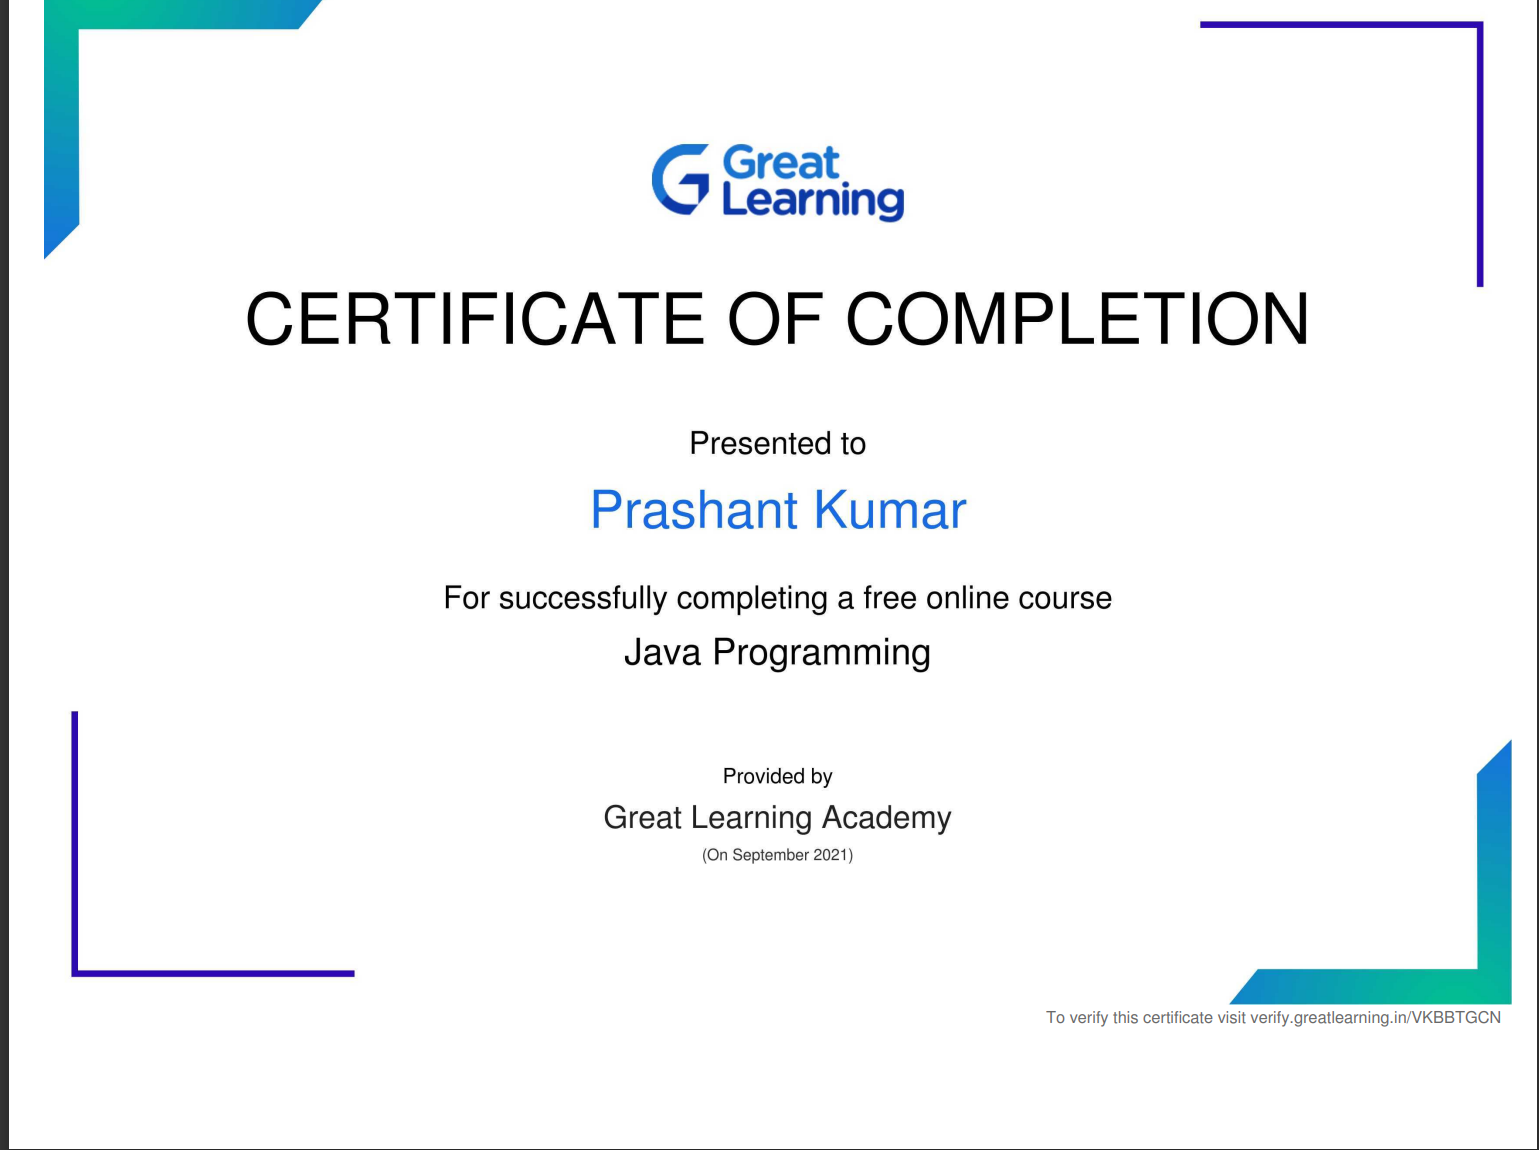 Great
Learning
CERTIFICATE OF COMPLETION
Presented to
Prashant Kumar
For successfully completing a free online course
Java Programming
Provided by
Great Learning Academy
(On September 2021)
To verify this certificate visit verify.greatlearning.in/VKBBTGCN